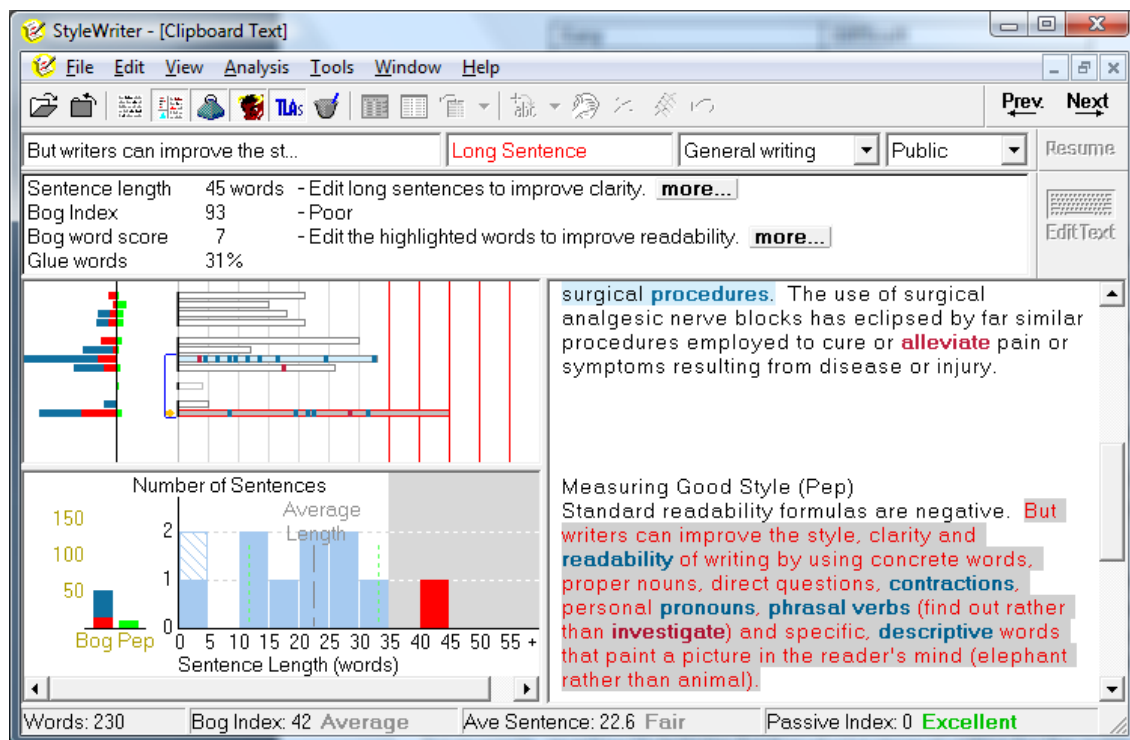 StyleWriter - [Clipboard Text]
File Edit View Analysis Tools Window Help
TLAs
Prev. Next
But writers can improve the st... Long Sentence General writing Public Resume
Sentence length 45 words - Edit long sentences to improve clarity. more...
Bog Index 93 - Poor
Bog word score 7 - Edit the highlighted words to improve readability. more...
Glue words 31%
Edit Text
surgical procedures. The use of surgical
analgesic nerve blocks has eclipsed by far similar
procedures employed to cure or alleviate pain or
symptoms resulting from disease or injury.
Measuring Good Style (Pep)
Standard readability formulas are negative. But
writers can improve the style, clarity and
readability of writing by using concrete words,
proper nouns, direct questions, contractions,
personal pronouns, phrasal verbs (find out rather
than investigate) and specific, descriptive words
that paint a picture in the reader's mind (elephant
rather than animal).
Number of Sentences
Average
Length
150
100
50
Bog Pep
2
1
0
0 5 10 15 20 25 30 35 40 45 50 55 +
Sentence Length (words)
Words: 230 Bog Index: 42 Average Ave Sentence: 22.6 Fair Passive Index: 0 Excellent